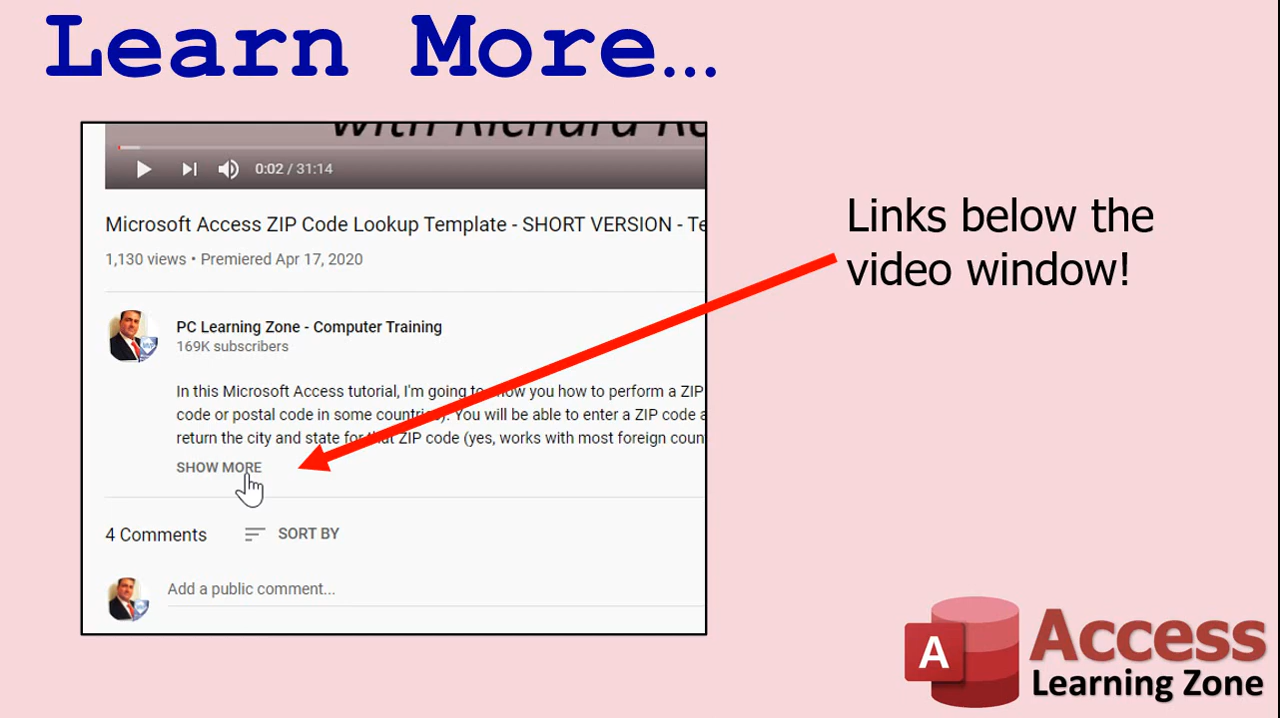 Learn More...
with Richard
0:02 / 31:14
Microsoft Access ZIP Code Lookup Template - SHORT VERSION - Te
1,130 views • Premiered Apr 17, 2020
Links below the
video window!
PC Learning Zone - Computer Training
169K subscribers
In this Microsoft Access tutorial, I'm going to show you how to perform a ZIP
code or postal code in some countries). You will be able to enter a ZIP code a
return the city and state for that ZIP code (yes, works with most foreign coun
SHOW MORE
4 Comments
SORT BY
Add a public comment...
A
Access
Learning Zone